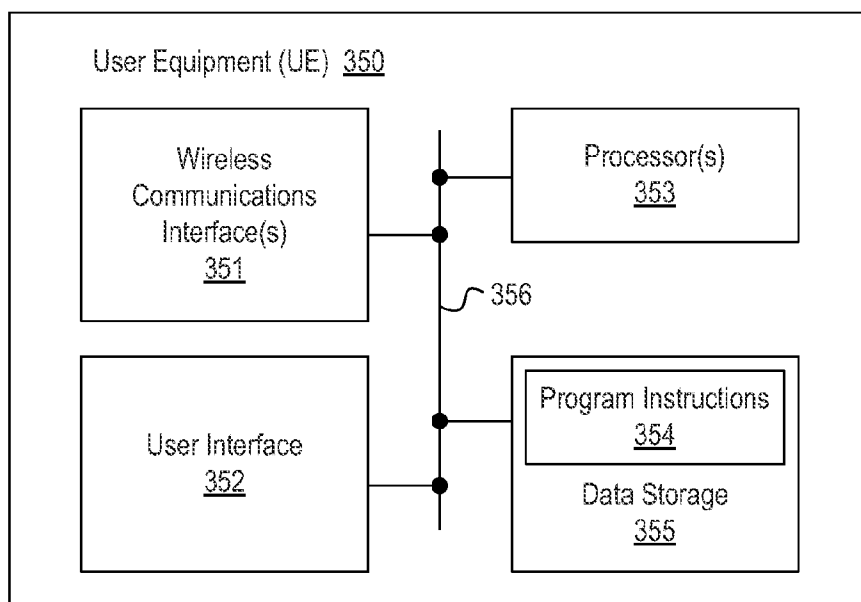 User Equipment (UE) 350
Wireless
Communications
Interface(s)
351
Processor(s)
353
356
User Interface
352
Program Instructions
354
Data Storage
355